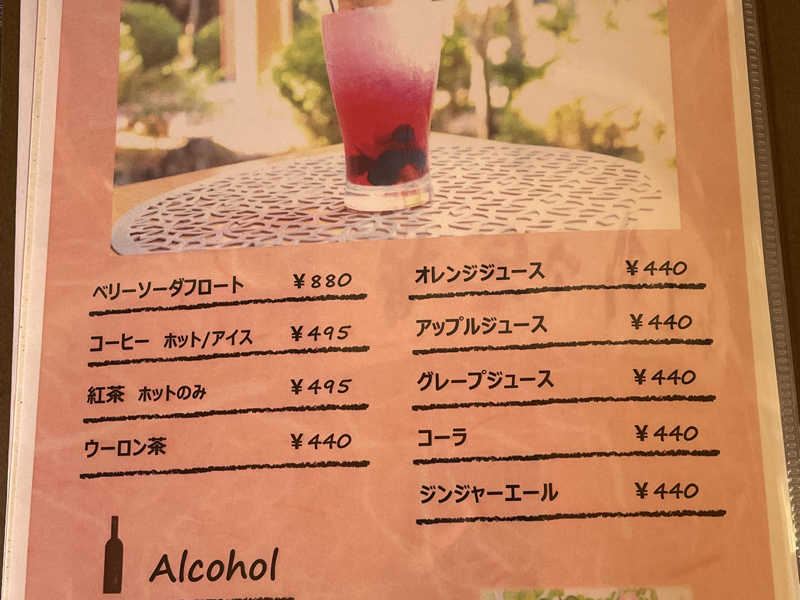 ベリーソーダフロート ￥880
コーヒー ホット/アイス ￥495
紅茶 ホットのみ ￥495
ウーロン茶 ￥440
オレンジジュース ￥440
アップルジュース ￥440
グレープジュース ￥440
コーラ ￥440
ジンジャーエール ￥440
Alcohol